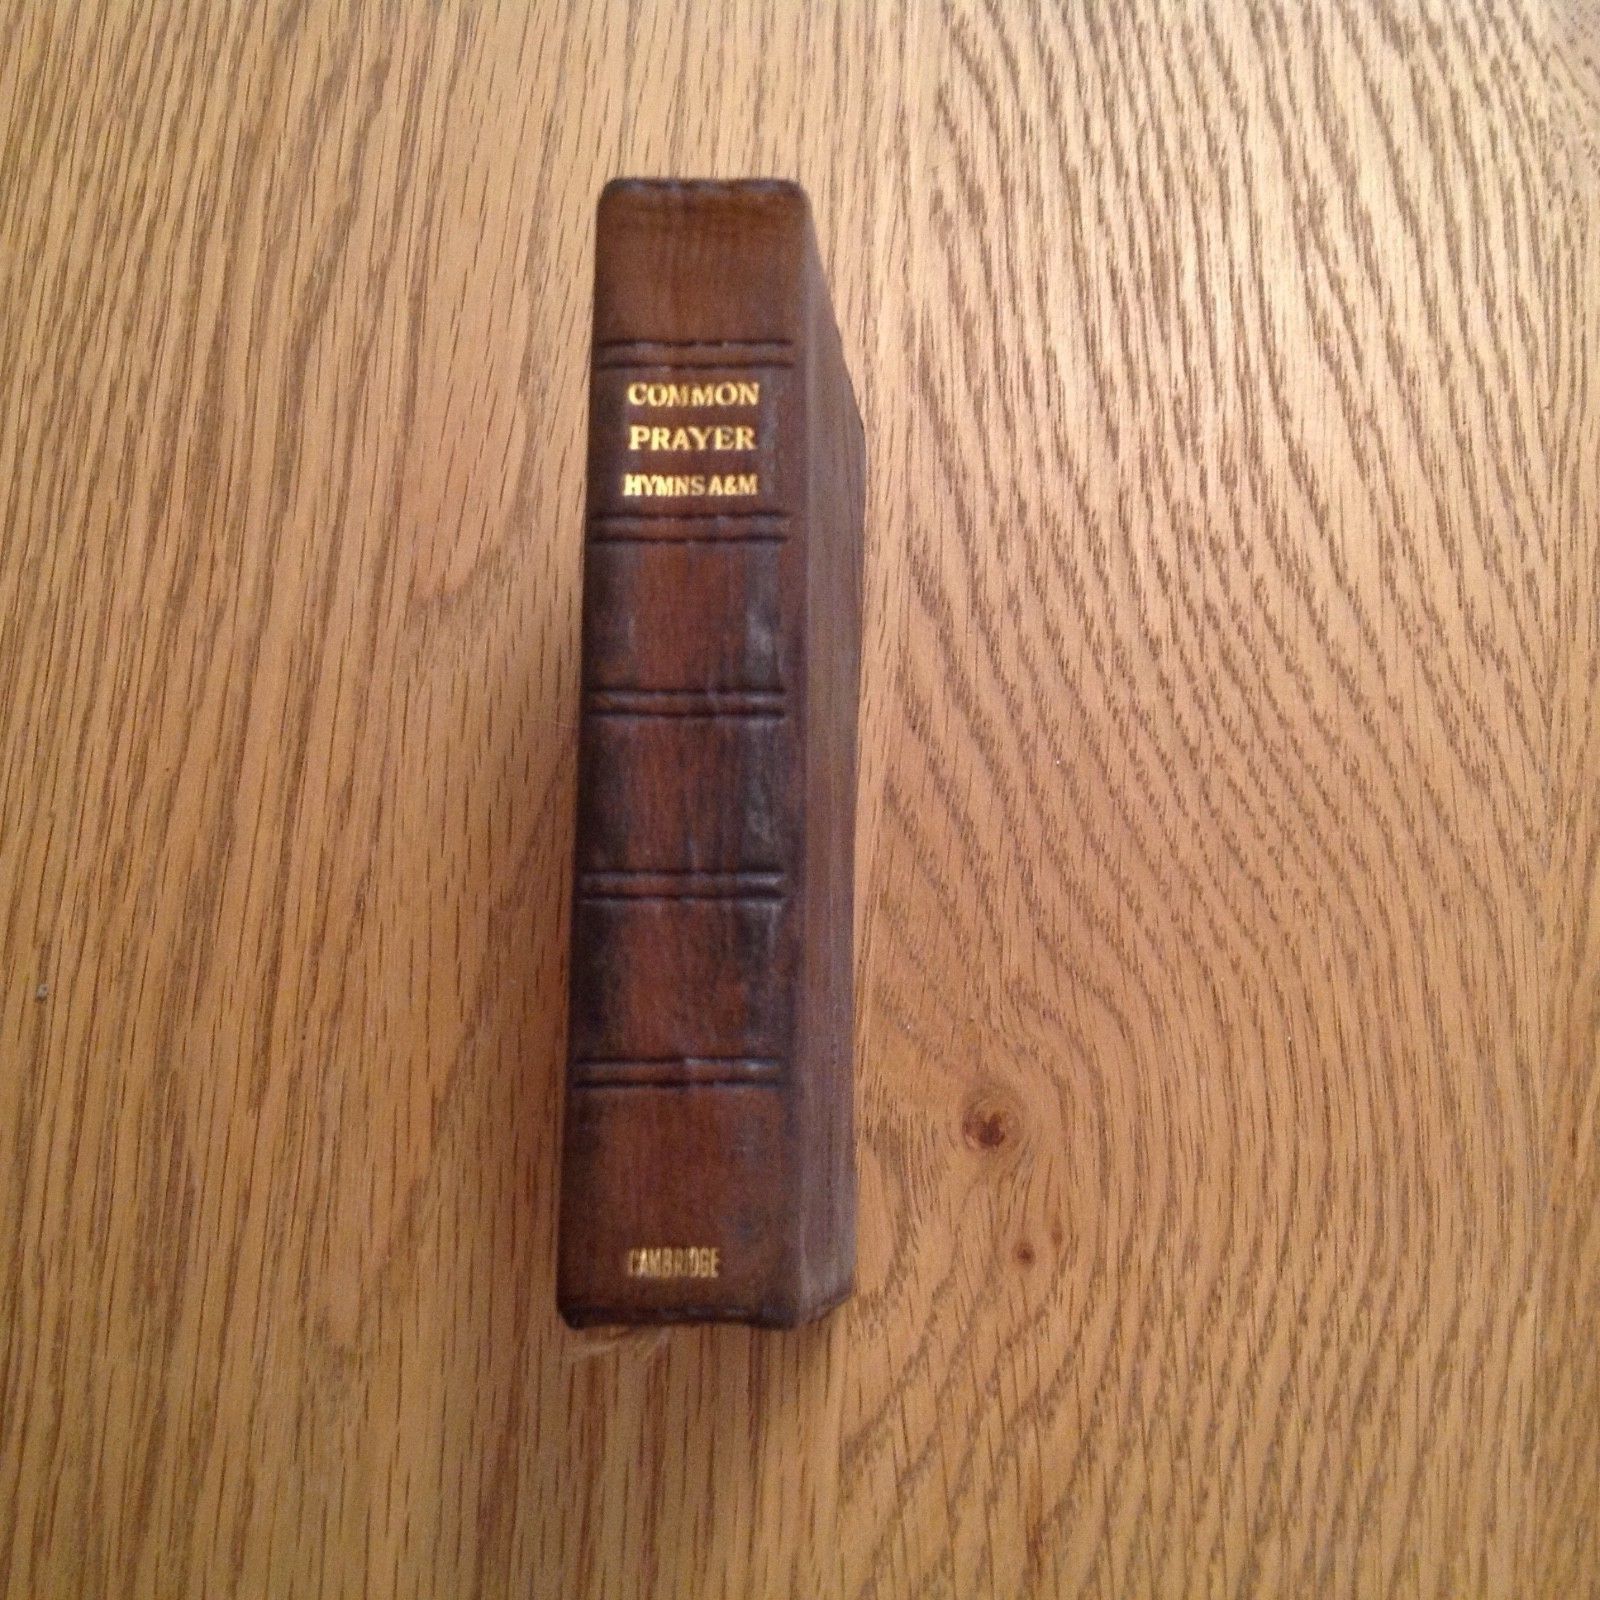 COMMON
PRAYER
HYMNS A&M
CAMBRIDGE